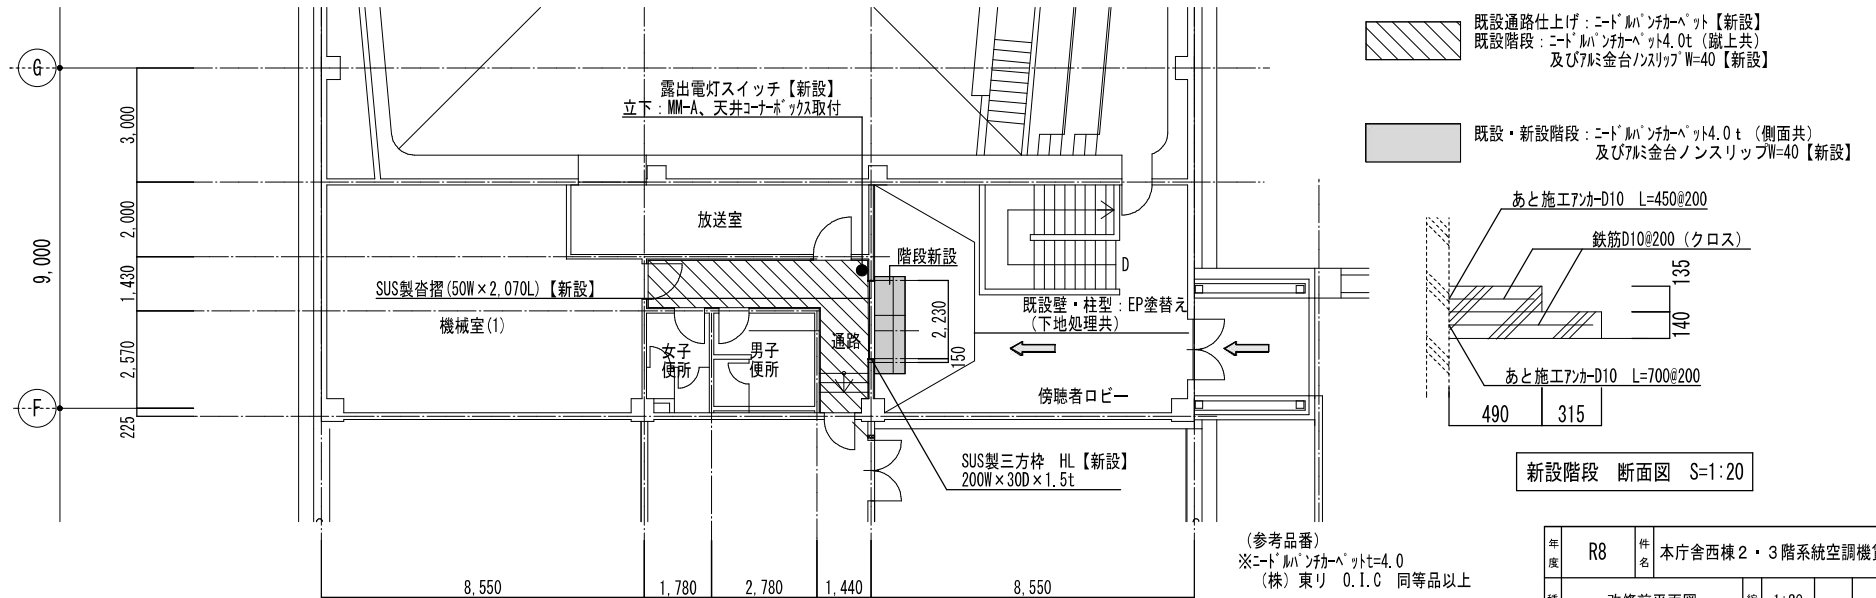 既設通路仕上げ：ﾆｰﾄﾞﾙﾊﾟﾝﾁｶｰﾍﾟｯﾄ【新設】
既設階段：ﾆｰﾄﾞﾙﾊﾟﾝﾁｶｰﾍﾟｯﾄ4.0t（蹴上共）
及びｱﾙﾐ金台ﾉﾝｽﾘｯﾌﾟW=40【新設】
既設・新設階段：ﾆｰﾄﾞﾙﾊﾟﾝﾁｶｰﾍﾟｯﾄ4.0ｔ（側面共）
及びｱﾙﾐ金台ノンスリップW=40【新設】
G
露出電灯スイッチ【新設】
立下：MM-A、天井ｺｰﾅｰﾎﾞｯｸｽ取付
3,000
2,000
9,000
1,430
2,570
225
F
放送室
階段新設
D
SUS製沓摺(50W×2,070L)【新設】
機械室(1)
女子
便所
男子
便所
通路
2,230
150
既設壁・柱型：EP塗替え
（下地処理共）
傍聴者ロビー
SUS製三方枠 HL【新設】
200W×30D×1.5t
8,550
1,780
2,780
1,440
8,550
あと施工ｱﾝｶｰD10 L=450@200
鉄筋D10@200（クロス）
135
140
あと施工ｱﾝｶｰD10 L=700@200
490
315
新設階段 断面図 S=1:20
（参考品番）
※ﾆｰﾄﾞﾙﾊﾟﾝﾁｶｰﾍﾟｯﾄt=4.0
（株）東リ O.I.C 同等品以上
年度
R8
件名
本庁舎西棟２・３階系統空調機